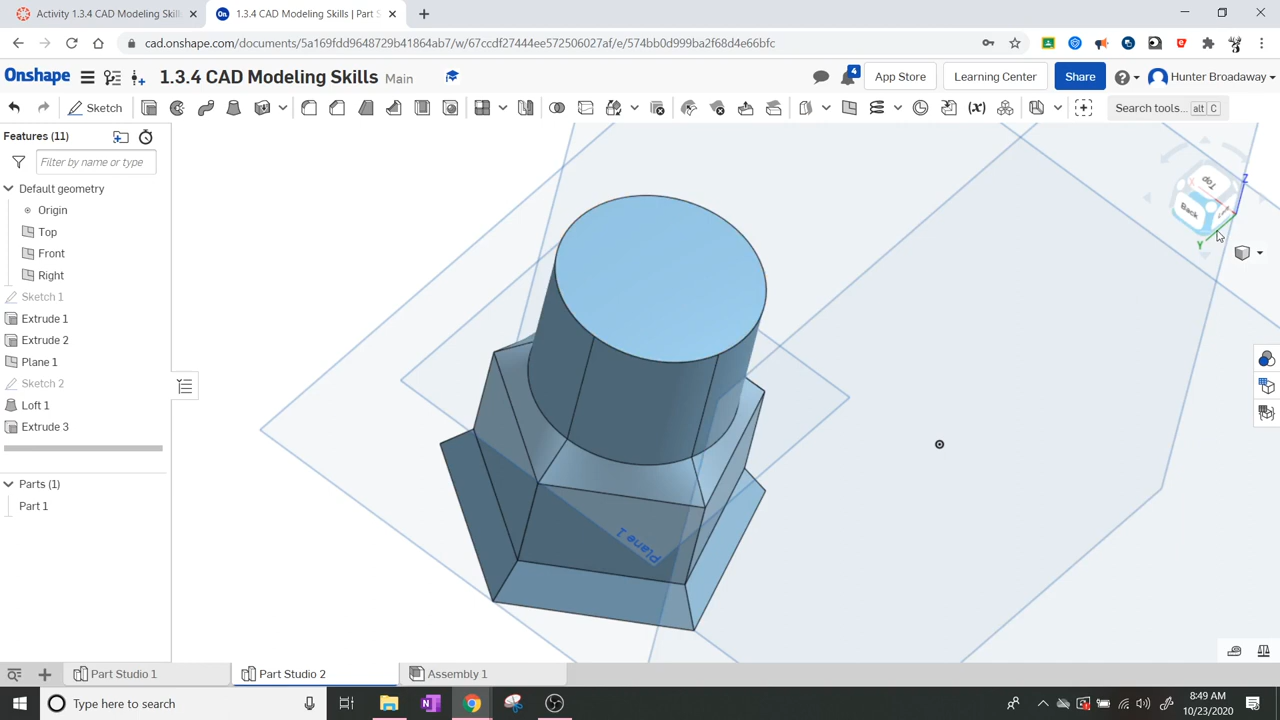 Activity 1.3.4 CAD Modeling Skills
1.3.4 CAD Modeling Skills | Part S
cad.onshape.com/documents/5a169fdd9648729b41864ab7/w/67ccdf27444ee572506027af/e/574bb0d999ba2f68d4e66bfc
Onshape
1.3.4 CAD Modeling Skills Main
4
App Store
Learning Center
Share
Hunter Broadaway
Sketch
Search tools... alt C
Features (11)
Filter by name or type
Default geometry
Origin
Top
Front
Right
Sketch 1
Extrude 1
Extrude 2
Plane 1
Sketch 2
Loft 1
Extrude 3
Parts (1)
Part 1
Plane 1
Top
Back
Z
Y
Part Studio 1
Part Studio 2
Assembly 1
Type here to search
8:49 AM
10/23/2020